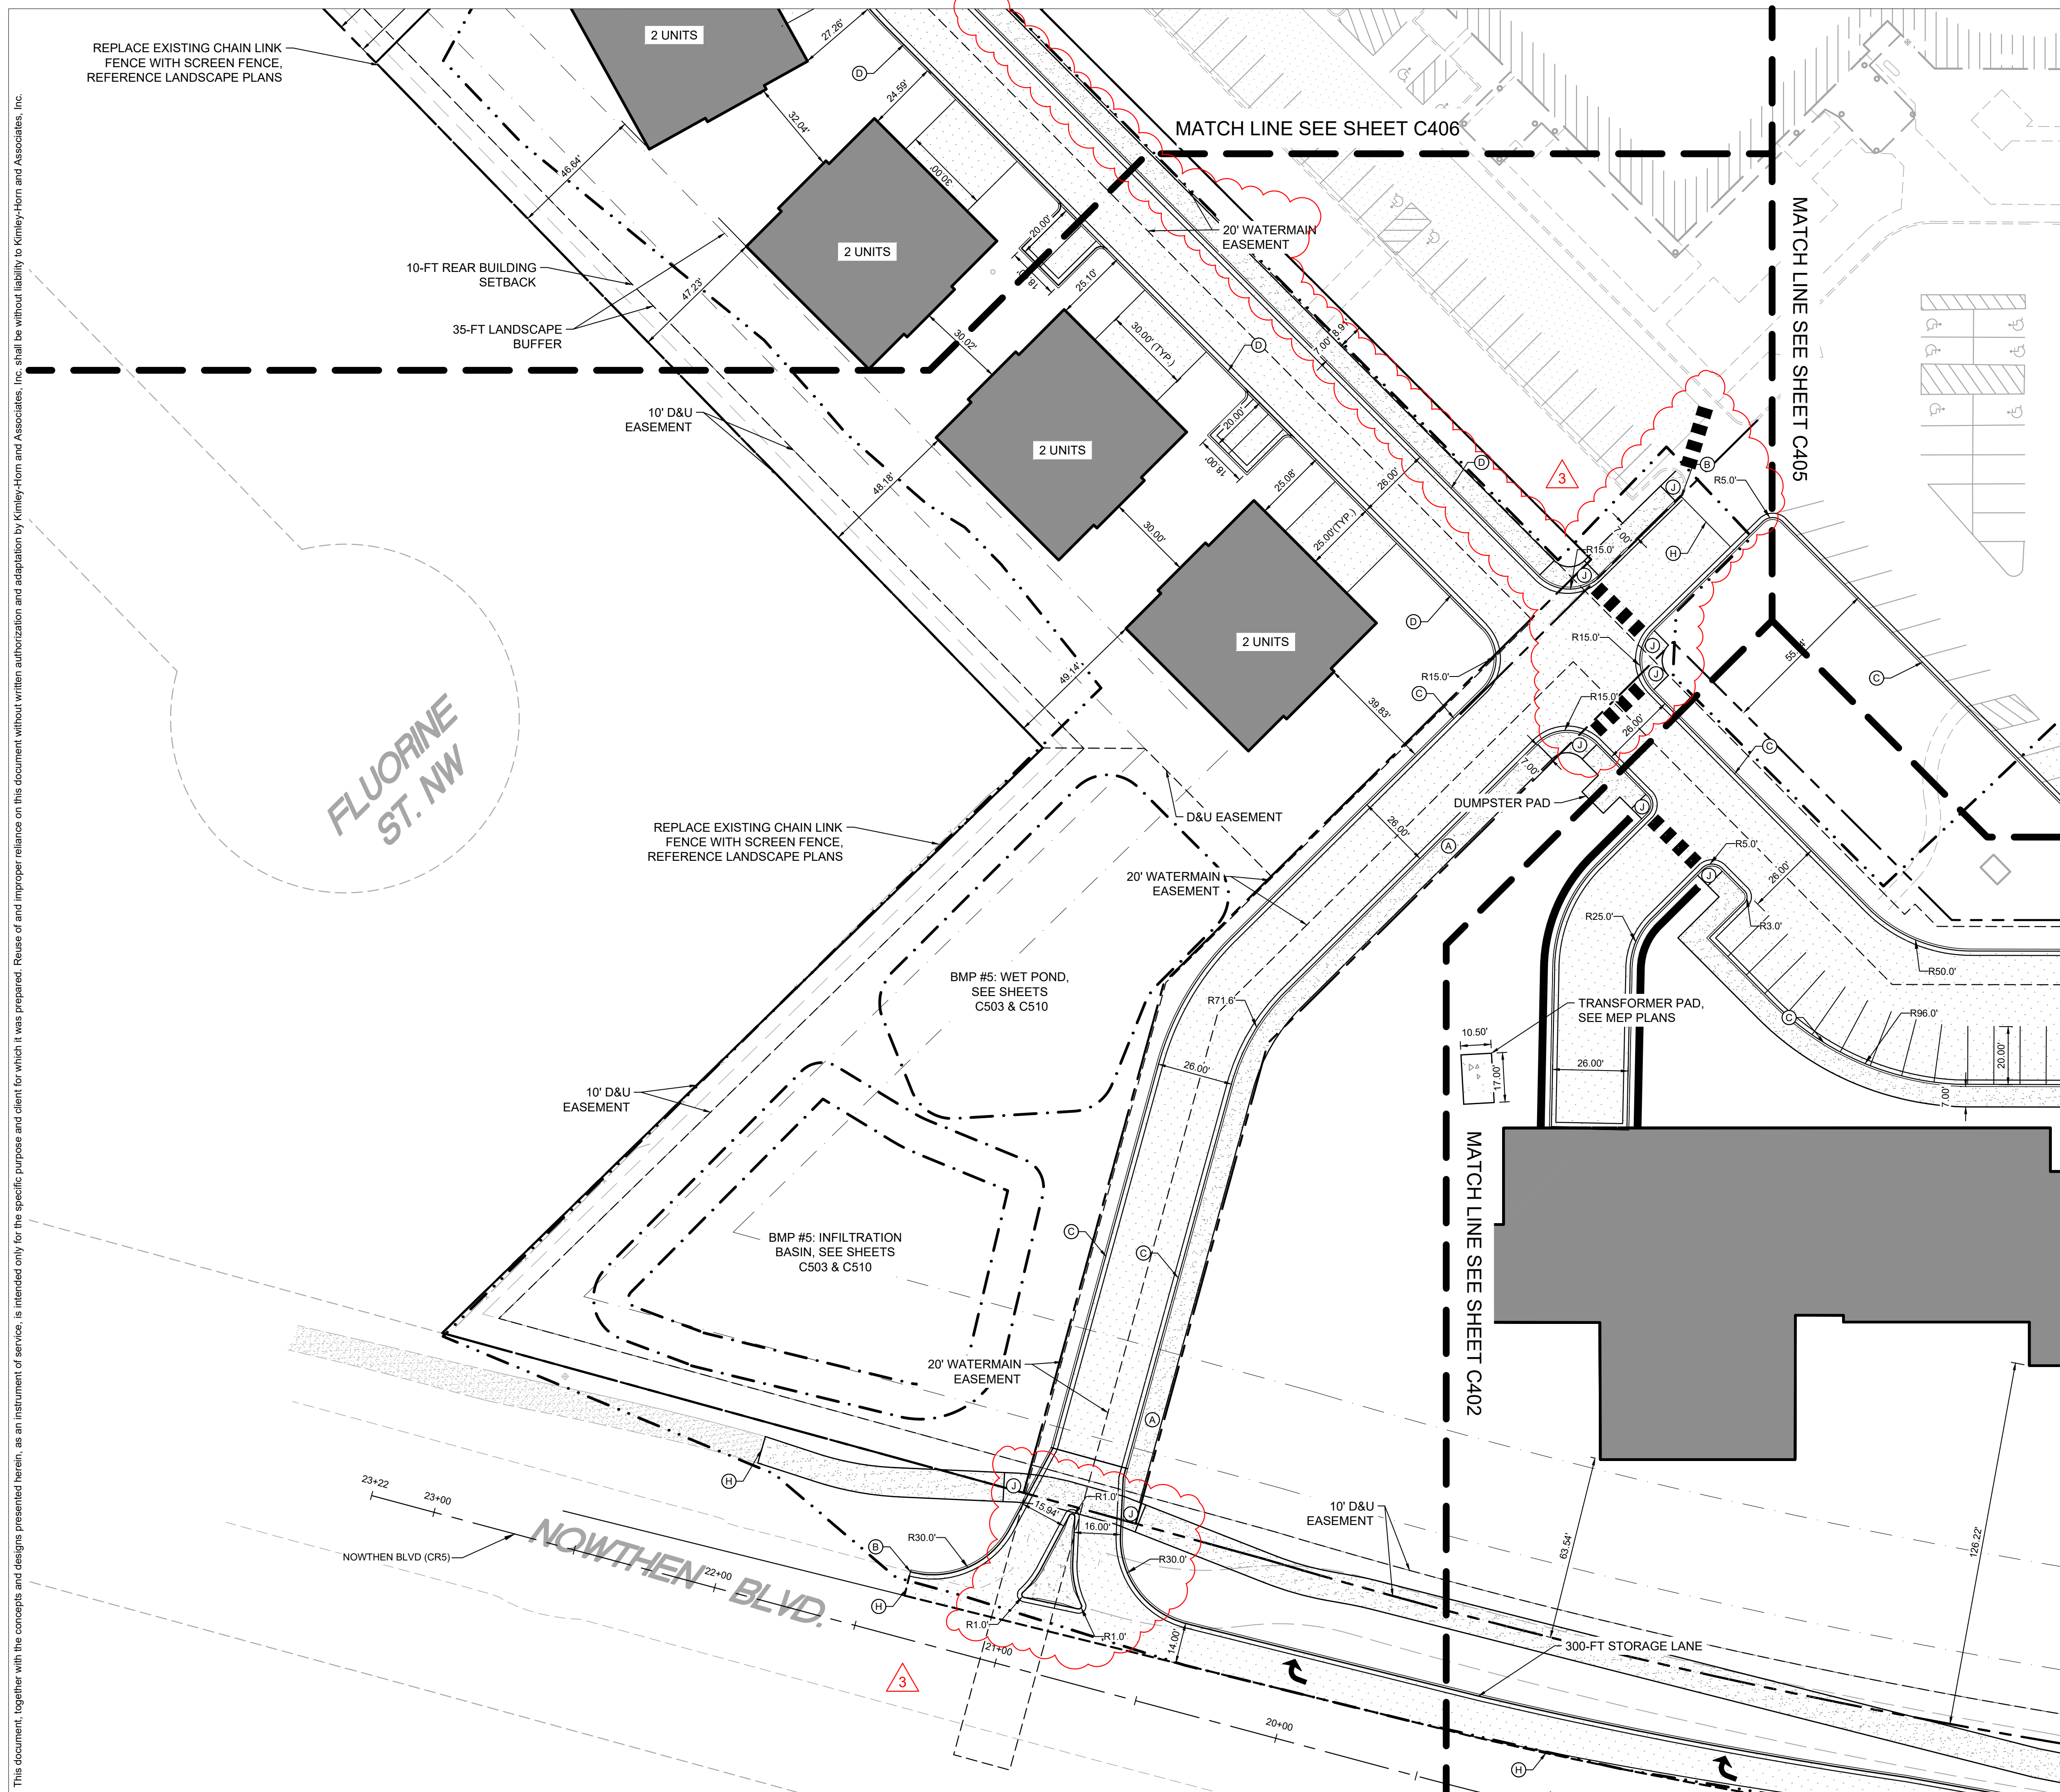 This document, together with the concepts and designs presented herein, as an instrument of service, is intended only for the specific purpose and client for which it was prepared. Reuse of and improper reliance on this document without written authorization and adaptation by Kimley-Horn and Associates, Inc. shall be without liability to Kimley-Horn and Associates, Inc.
REPLACE EXISTING CHAIN LINK
FENCE WITH SCREEN FENCE,
REFERENCE LANDSCAPE PLANS
2 UNITS
27.26'
D
24.59'
32.04'
46.64'
30.00'
MATCH LINE SEE SHEET C406
MATCH LINE SEE SHEET C405
20.00'
20' WATERMAIN
EASEMENT
2 UNITS
10-FT REAR BUILDING
SETBACK
47.23'
25.10'
35-FT LANDSCAPE
BUFFER
30.02'
30.00' (TYP.)
D
7.00'
10' D&U
EASEMENT
20.00'
18.00'
2 UNITS
D
3
B
R5.0'
J
48.18'
25.08'
26.00'
25.00'(TYP.)
30.00'
7.00'
H
R15.0'
J
D
2 UNITS
R15.0'
J
J
49.14'
R15.0'
C
R15.0'
39.83'
26.00'
C
J
7.00'
C
FLUORINE
ST. NW
DUMPSTER PAD
J
D&U EASEMENT
REPLACE EXISTING CHAIN LINK
FENCE WITH SCREEN FENCE,
REFERENCE LANDSCAPE PLANS
26.00'
A
R5.0'
J
26.00'
20' WATERMAIN
EASEMENT
R25.0'
R3.0'
BMP #5: WET POND,
SEE SHEETS
C503 & C510
R50.0'
R71.6'
TRANSFORMER PAD,
SEE MEP PLANS
C
R96.0'
10.50'
17.00'
26.00'
26.00'
20.00'
7.00'
10' D&U
EASEMENT
MATCH LINE SEE SHEET C402
BMP #5: INFILTRATION
BASIN, SEE SHEETS
C503 & C510
C
C
20' WATERMAIN
EASEMENT
A
H
J
23+22
23+00
NOWTHEN BLVD (CR5)
NOWTHEN BLVD.
22+00
R1.0'
15.94'
16.00'
J
10' D&U
EASEMENT
R30.0'
B
R30.0'
63.54'
126.22'
H
R1.0'
R1.0'
21+00
14.00'
3
300-FT STORAGE LANE
20+00
H